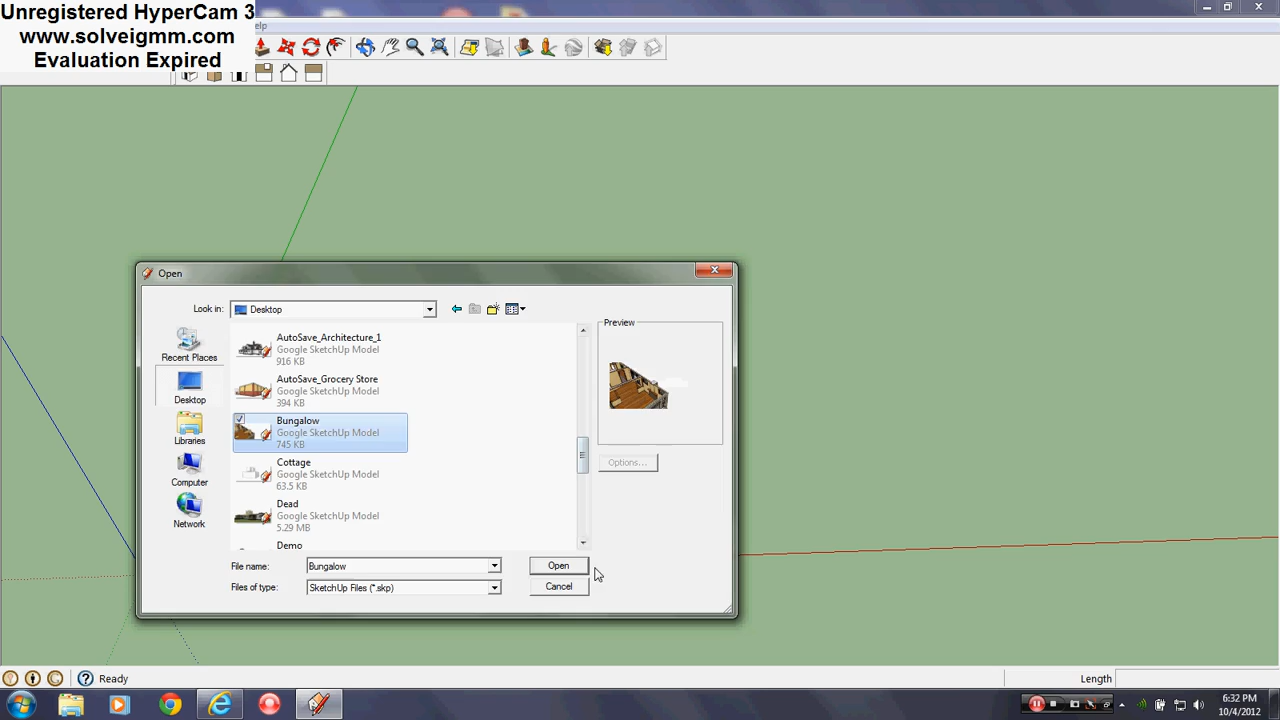 Unregistered HyperCam 3
www.solveigmm.com
Evaluation Expired
elp
Open
Look in:
Desktop
Preview
Recent Places
Desktop
Libraries
Computer
Network
AutoSave_Architecture_1
Google SketchUp Model
916 KB
AutoSave_Grocery Store
Google SketchUp Model
394 KB
Bungalow
Google SketchUp Model
745 KB
Cottage
Google SketchUp Model
63.5 KB
Dead
Google SketchUp Model
5.29 MB
Demo
Options...
File name:
Bungalow
Open
Files of type:
SketchUp Files (*.skp)
Cancel
Ready
Length
6:32 PM
10/4/2012